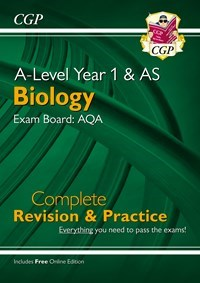 CGP
A-Level Year 1 & AS
Biology
Exam Board: AQA
CGP
Complete
Revision & Practice
Everything you need to pass the exams!
Includes Free Online Edition